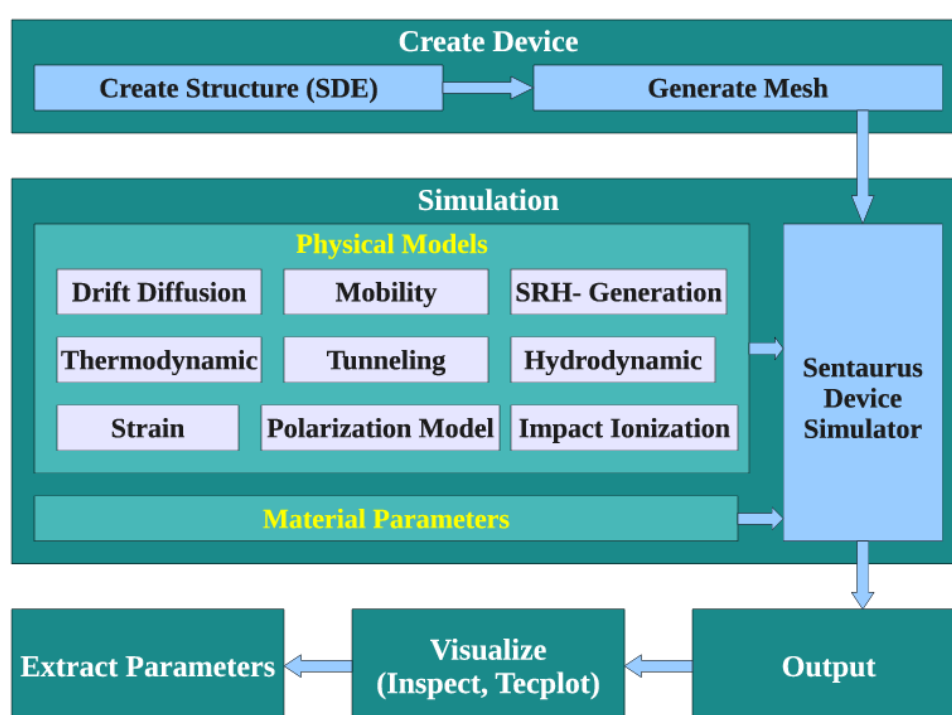 Create Device
Create Structure (SDE)
Generate Mesh
Simulation
Physical Models
Drift Diffusion
Mobility
SRH- Generation
Thermodynamic
Tunneling
Hydrodynamic
Strain
Polarization Model
Impact Ionization
Material Parameters
Sentaurus
Device
Simulator
Output
Visualize
(Inspect, Tecplot)
Extract Parameters